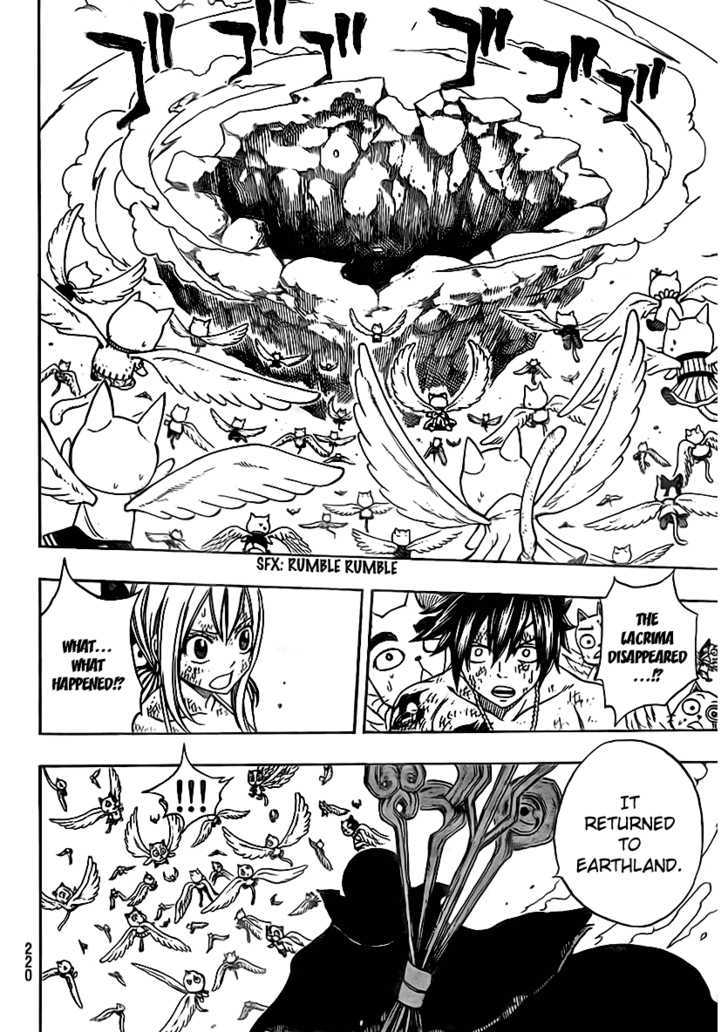 ゴゴゴゴゴゴ
SFX: RUMBLE RUMBLE
THE
LACRIMA
DISAPPEARED
...!?
WHAT...
WHAT
HAPPENED!?
!!!
IT
RETURNED
TO
EARTHLAND.
220